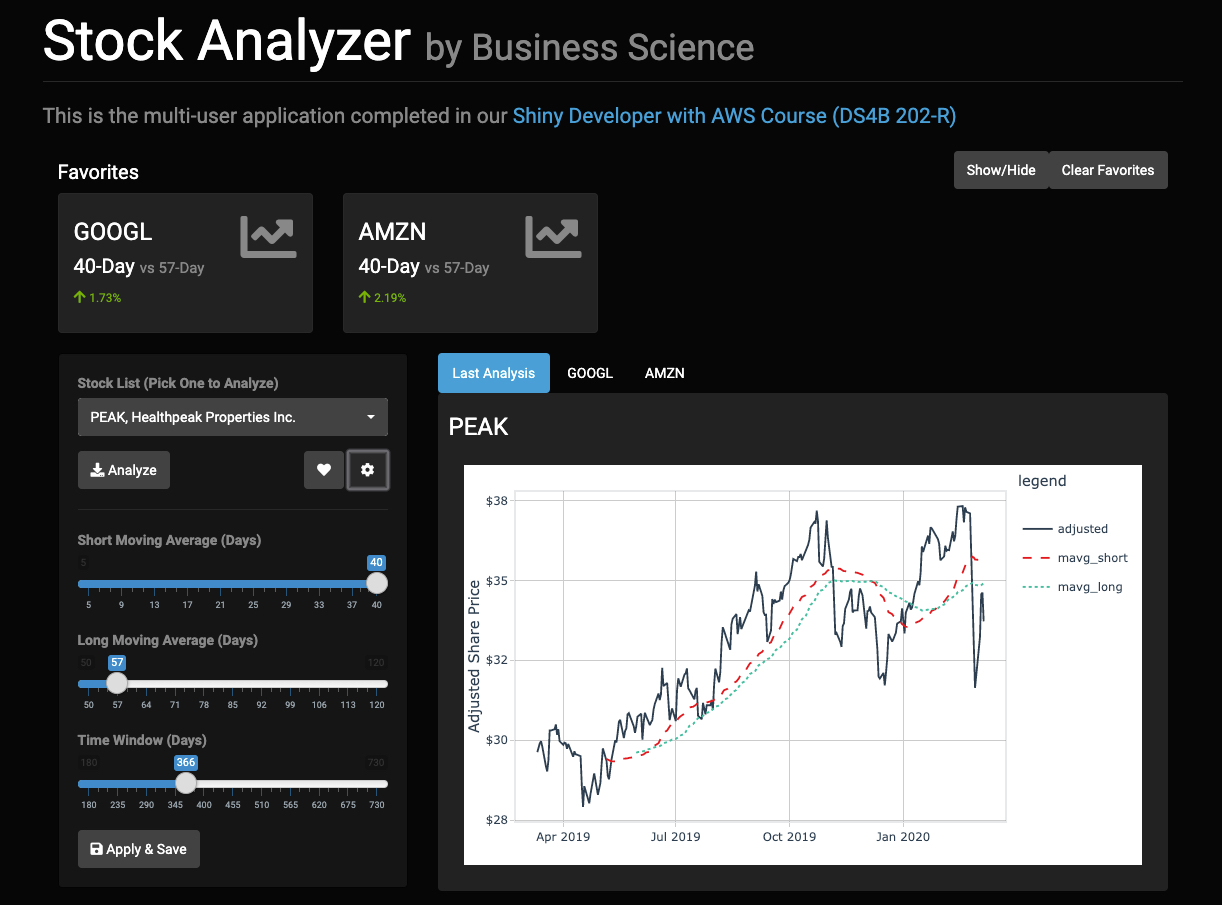 Stock Analyzer by Business Science
This is the multi-user application completed in our Shiny Developer with AWS Course (DS4B 202-R)
Favorites
Show/Hide
Clear Favorites
GOOGL
40-Day vs 57-Day
1.73%
AMZN
40-Day vs 57-Day
2.19%
Stock List (Pick One to Analyze)
PEAK, Healthpeak Properties Inc.
Analyze
Short Moving Average (Days)
5
40
5 9 13 17 21 25 29 33 37 40
Long Moving Average (Days)
50 57 120
50 57 64 71 78 85 92 99 106 113 120
Time Window (Days)
180 366 730
180 235 290 345 400 455 510 565 620 675 730
Apply & Save
Last Analysis
GOOGL
AMZN
PEAK
legend
adjusted
mavg_short
mavg_long
Adjusted Share Price
$38
$35
$32
$30
$28
Apr 2019 Jul 2019 Oct 2019 Jan 2020